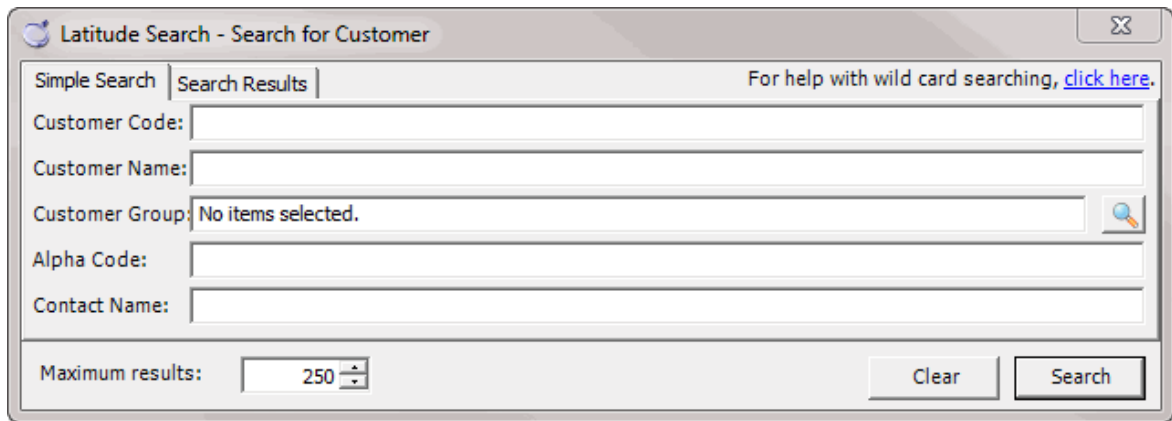 Latitude Search - Search for Customer
Simple Search Search Results For help with wild card searching, click here.
Customer Code:
Customer Name:
Customer Group: No items selected.
Alpha Code:
Contact Name:
Maximum results: 250 Clear Search